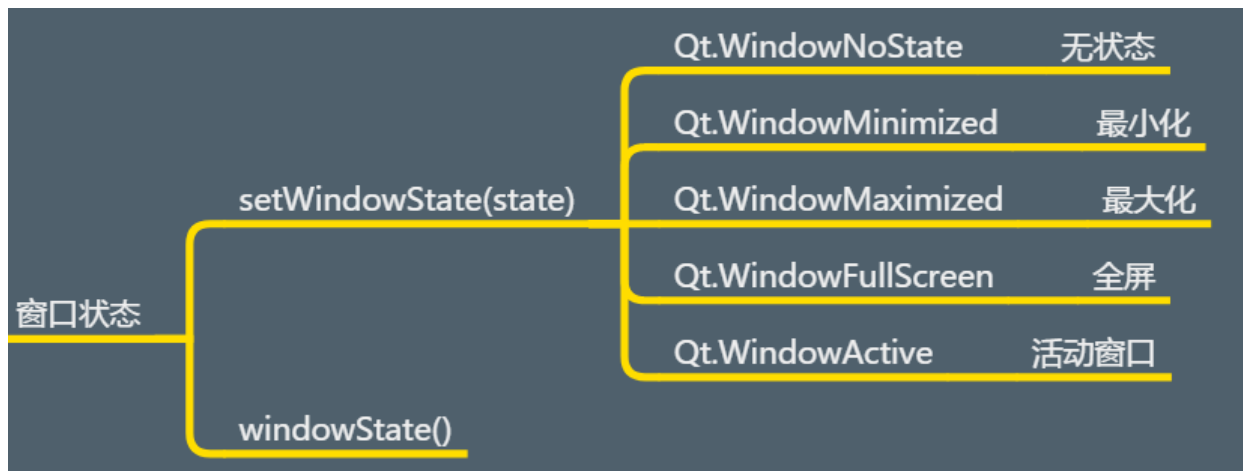 窗口状态
setWindowState(state)
Qt.WindowNoState 无状态
Qt.WindowMinimized 最小化
Qt.WindowMaximized 最大化
Qt.WindowFullScreen 全屏
Qt.WindowActive 活动窗口
windowState()